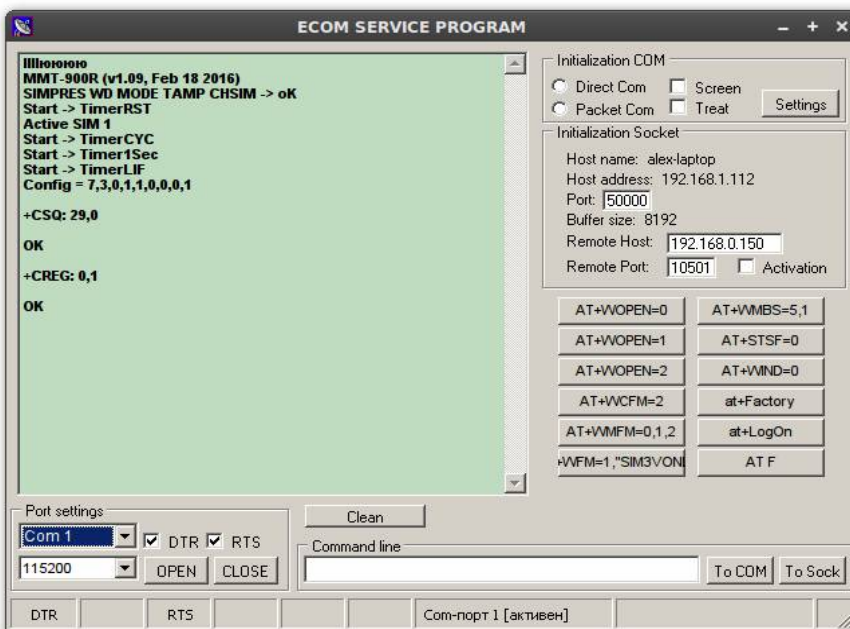 ECOM SERVICE PROGRAM
MMT-900R (v1.09, Feb 18 2016)
SIMPRES WD MODE TAMP CHSIM -> oK
Start -> TimerRST
Active SIM 1
Start -> TimerCYC
Start -> Timer1Sec
Start -> TimerLIF
Config = 7,3,0,1,1,0,0,0,1
+CSQ: 29,0
OK
+CREG: 0,1
OK
Initialization COM
Direct Com
Screen
Packet Com
Treat
Settings
Initialization Socket
Host name: alex-laptop
Host address: 192.168.1.112
Port: 50000
Buffer size: 8192
Remote Host: 192.168.0.150
Remote Port: 10501
Activation
AT+WOPEN=0
AT+WMBS=5,1
AT+WOPEN=1
AT+STSF=0
AT+WOPEN=2
AT+WIND=0
AT+WCFM=2
at+Factory
AT+WMFM=0,1,2
at+LogOn
+WFM=1,"SIM3VONL
AT F
Port settings
Com 1
DTR
RTS
115200
OPEN
CLOSE
Clean
Command line
To COM
To Sock
DTR
RTS
Com-порт 1 [активен]